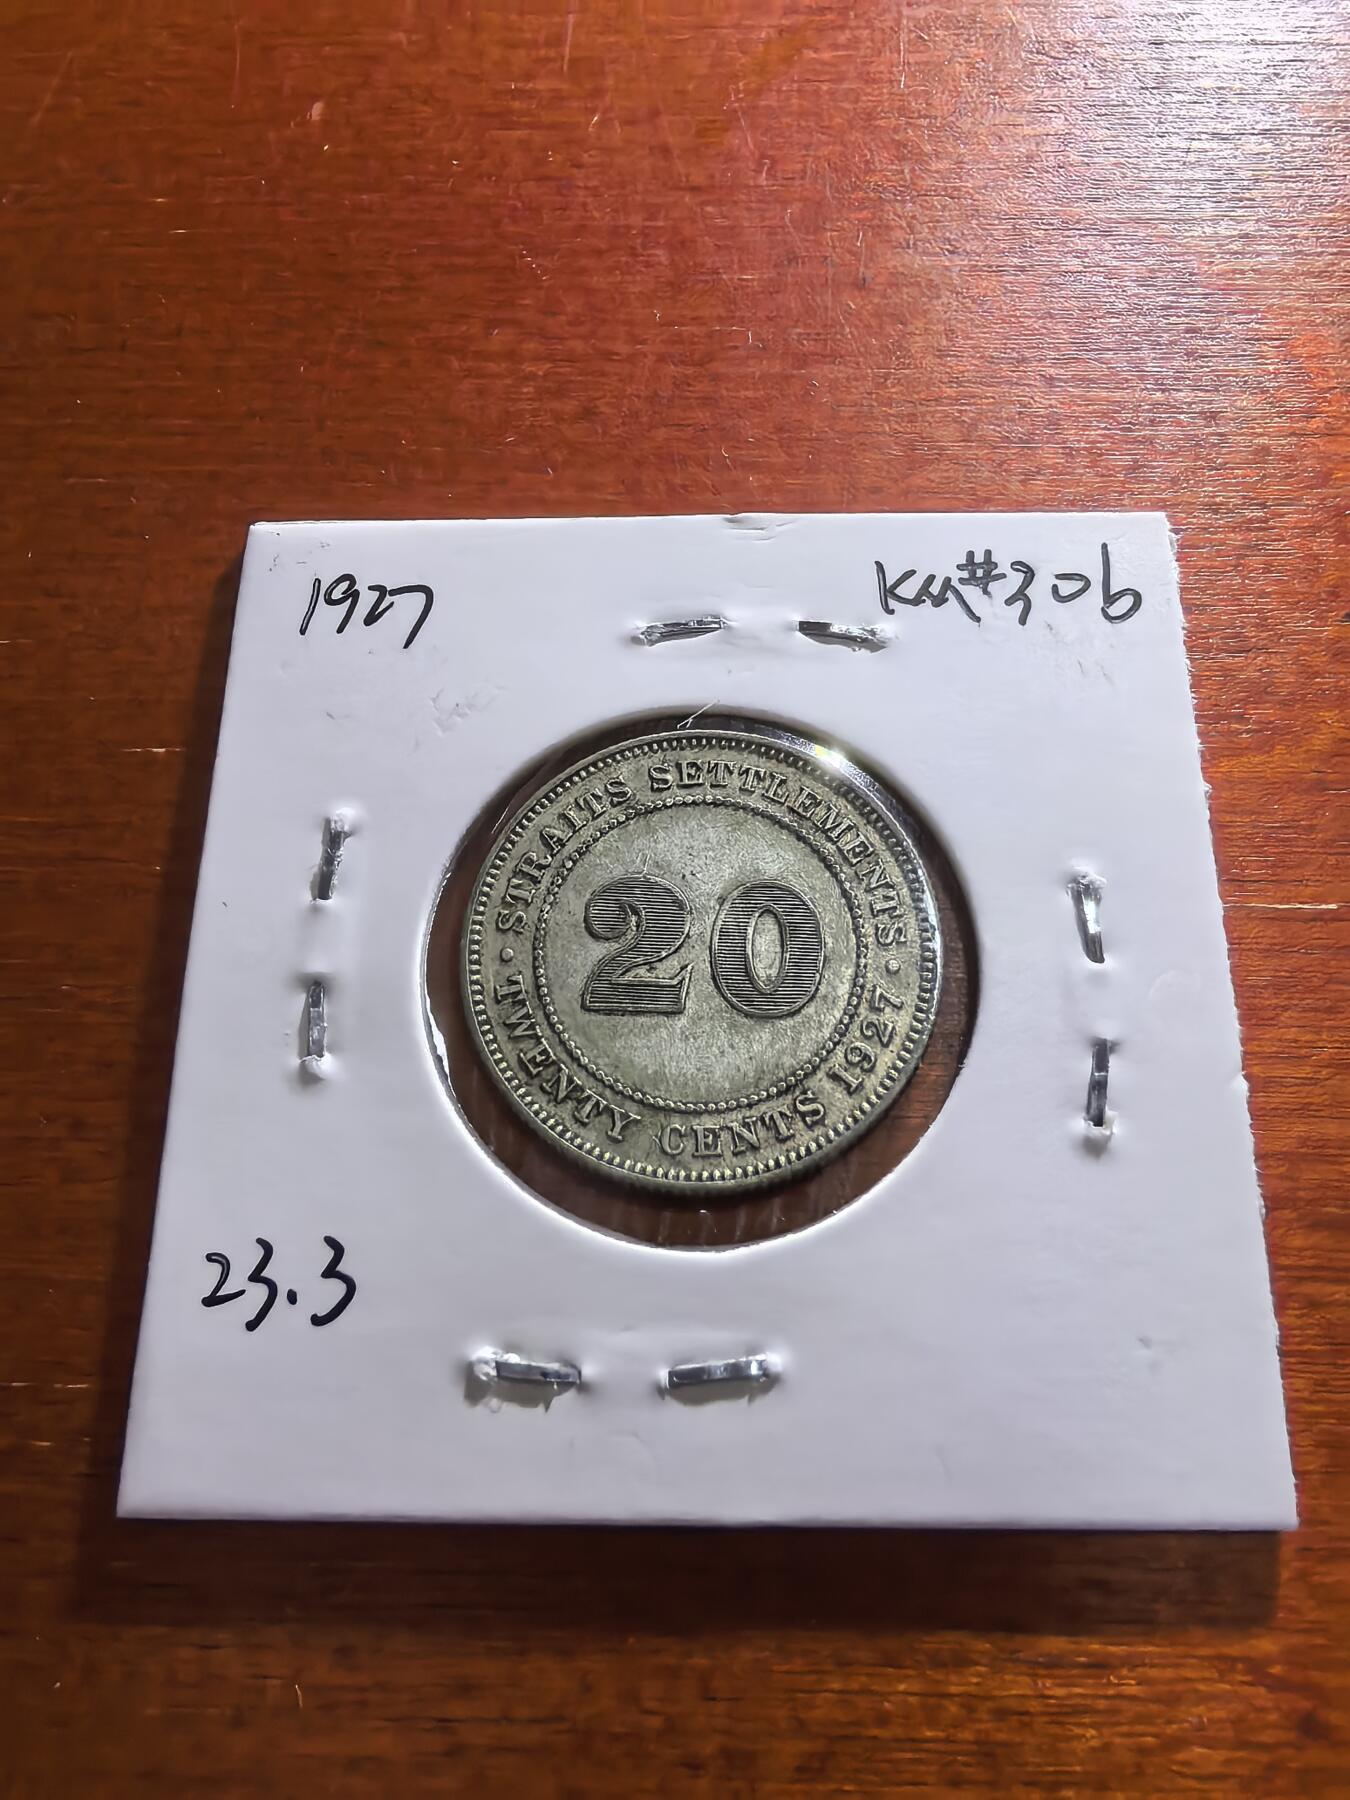 1927
KM#30b
STRAITS SETTLEMENTS
20
TWENTY CENTS 1927
23.3